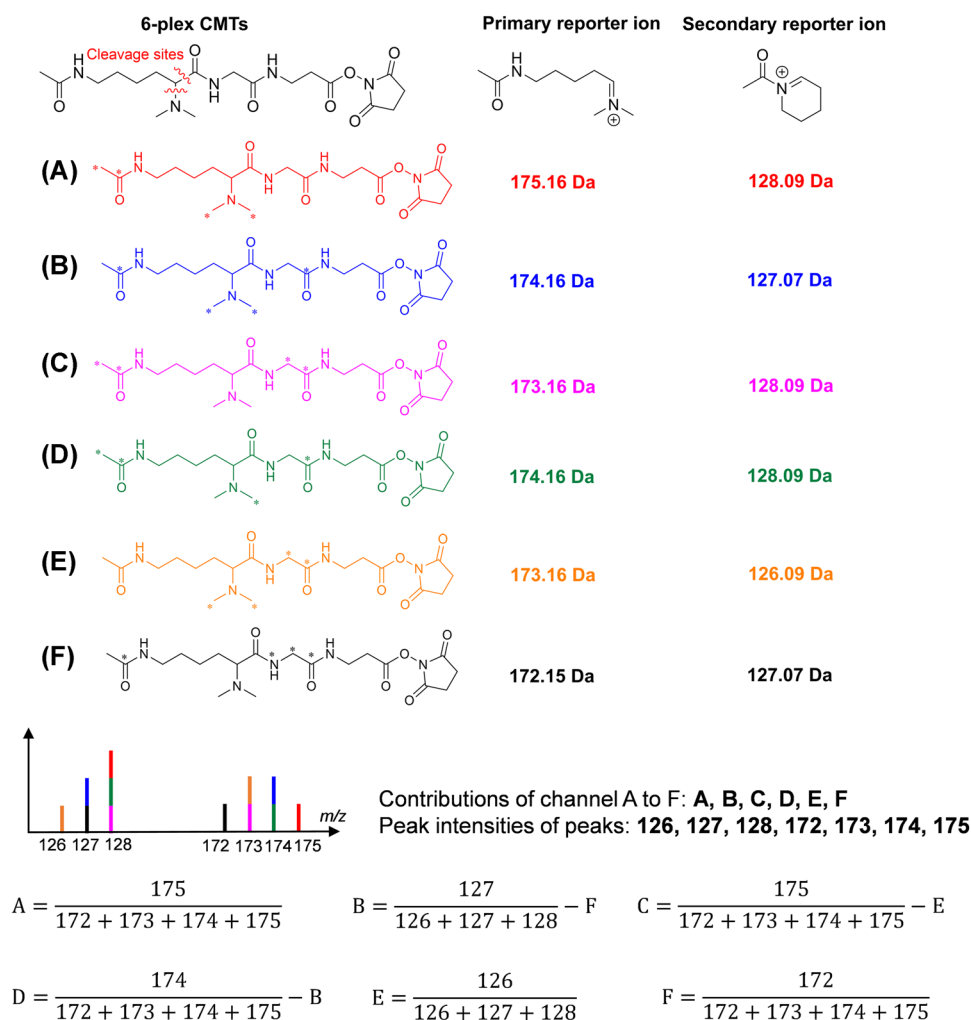 6-plex CMTs Primary reporter ion Secondary reporter ion
Cleavage sites
(A) 175.16 Da 128.09 Da
(B) 174.16 Da 127.07 Da
(C) 173.16 Da 128.09 Da
(D) 174.16 Da 128.09 Da
(E) 173.16 Da 126.09 Da
(F) 172.15 Da 127.07 Da
Contributions of channel A to F: A, B, C, D, E, F
Peak intensities of peaks: 126, 127, 128, 172, 173, 174, 175
m/z
126 127 128 172 173 174 175
A = 175 / 172 + 173 + 174 + 175 B = 127 / 126 + 127 + 128 − F C = 175 / 172 + 173 + 174 + 175 − E
D = 174 / 172 + 173 + 174 + 175 − B E = 126 / 126 + 127 + 128 F = 172 / 172 + 173 + 174 + 175